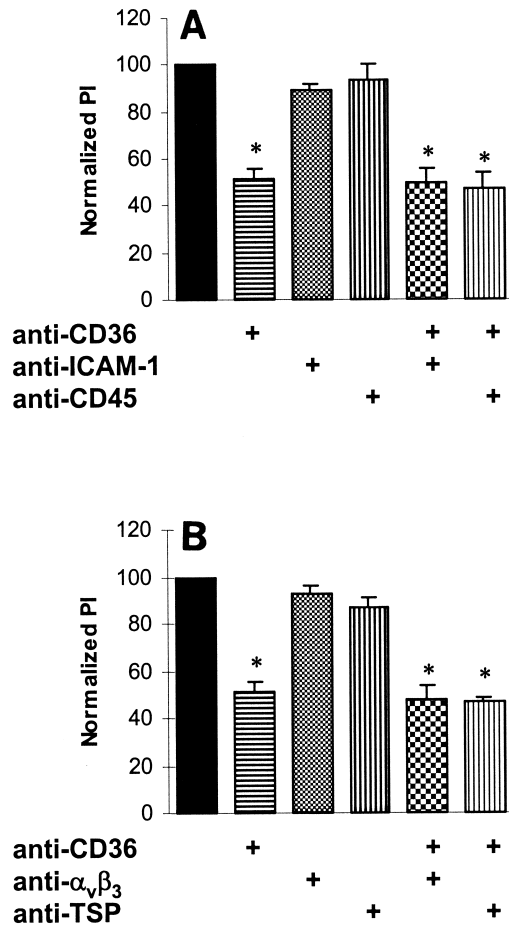 A
120
100
80
60
40
20
0
Normalized PI
* * *
anti-CD36 + + +
anti-ICAM-1 + +
anti-CD45 + +
B
120
100
80
60
40
20
0
Normalized PI
* * *
anti-CD36 + + +
anti-αvβ3 + +
anti-TSP + +